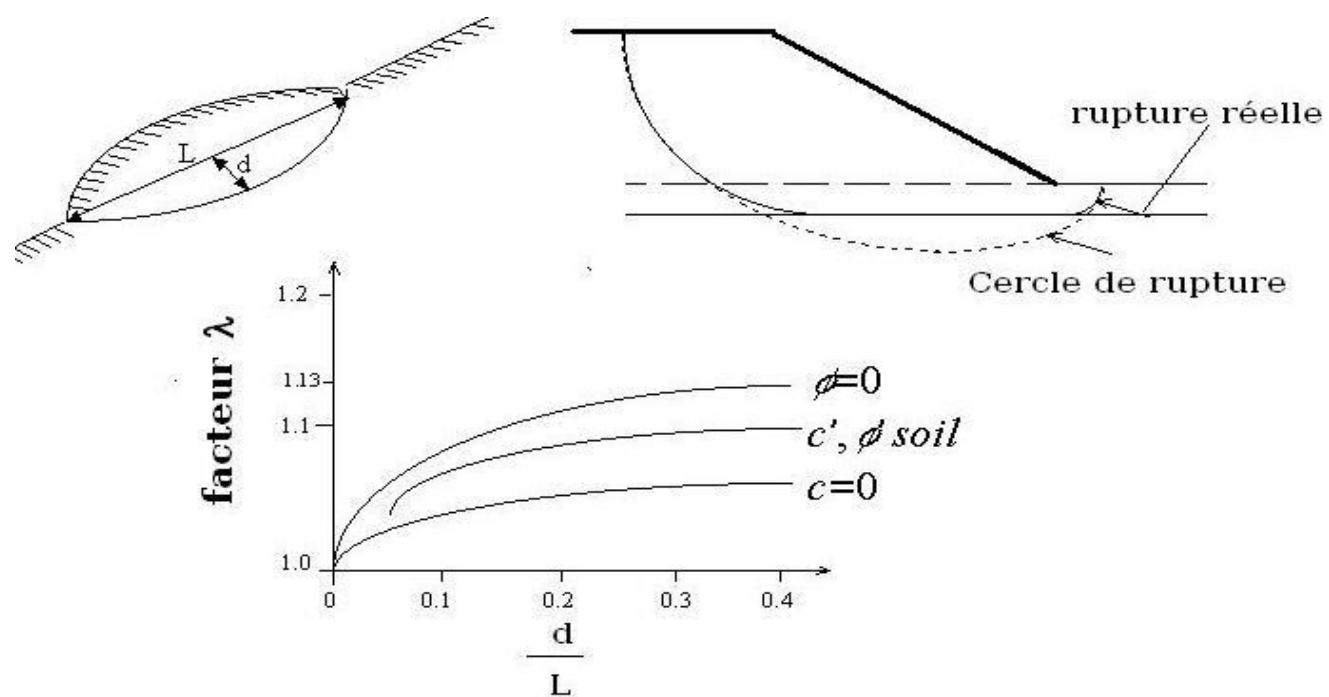 L
d
rupture réelle
Cercle de rupture
facteur λ
1.2
1.13
1.1
1.0
ϕ=0
c', ϕ' soil
c=0
0
0.1
0.2
0.3
0.4
d
L